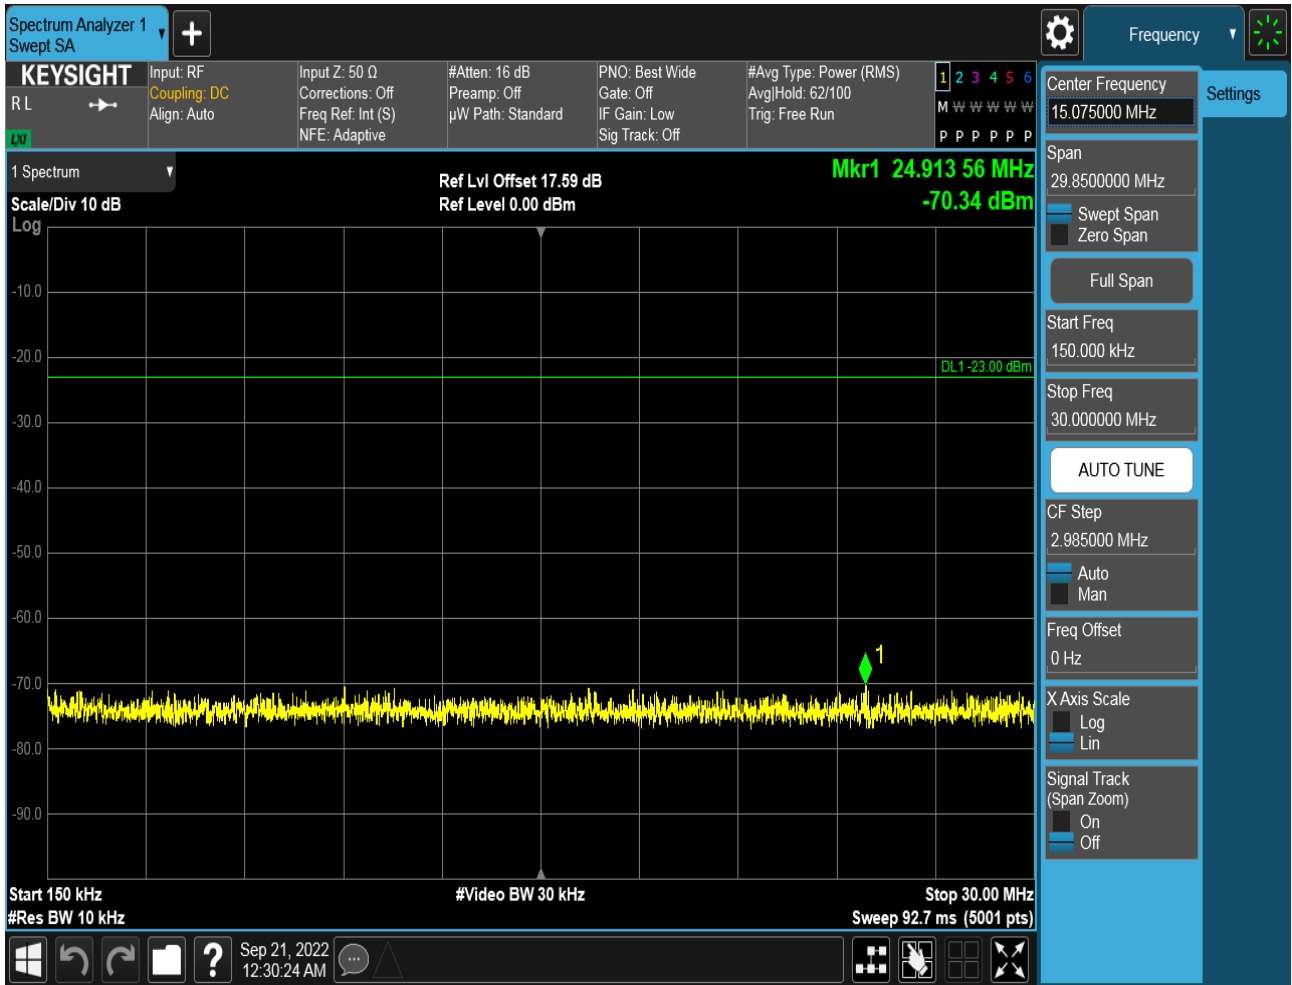 Spectrum Analyzer 1
Swept SA
Frequency
KEYSIGHT
R L
LXI
Input: RF
Coupling: DC
Align: Auto
Input Z: 50 Ω
Corrections: Off
Freq Ref: Int (S)
NFE: Adaptive
#Atten: 16 dB
Preamp: Off
µW Path: Standard
PNO: Best Wide
Gate: Off
IF Gain: Low
Sig Track: Off
#Avg Type: Power (RMS)
Avg|Hold: 62/100
Trig: Free Run
1 2 3 4 5 6
M W W W W W
P P P P P P
1 Spectrum
Scale/Div 10 dB
Log
Ref Lvl Offset 17.59 dB
Ref Level 0.00 dBm
Mkr1 24.913 56 MHz
-70.34 dBm
-10.0
-20.0
DL1 -23.00 dBm
-30.0
-40.0
-50.0
-60.0
1
-70.0
-80.0
-90.0
Start 150 kHz
#Res BW 10 kHz
#Video BW 30 kHz
Stop 30.00 MHz
Sweep 92.7 ms (5001 pts)
Center Frequency
15.075000 MHz
Settings
Span
29.8500000 MHz
Swept Span
Zero Span
Full Span
Start Freq
150.000 kHz
Stop Freq
30.000000 MHz
AUTO TUNE
CF Step
2.985000 MHz
Auto
Man
Freq Offset
0 Hz
X Axis Scale
Log
Lin
Signal Track
(Span Zoom)
On
Off
?
Sep 21, 2022
12:30:24 AM